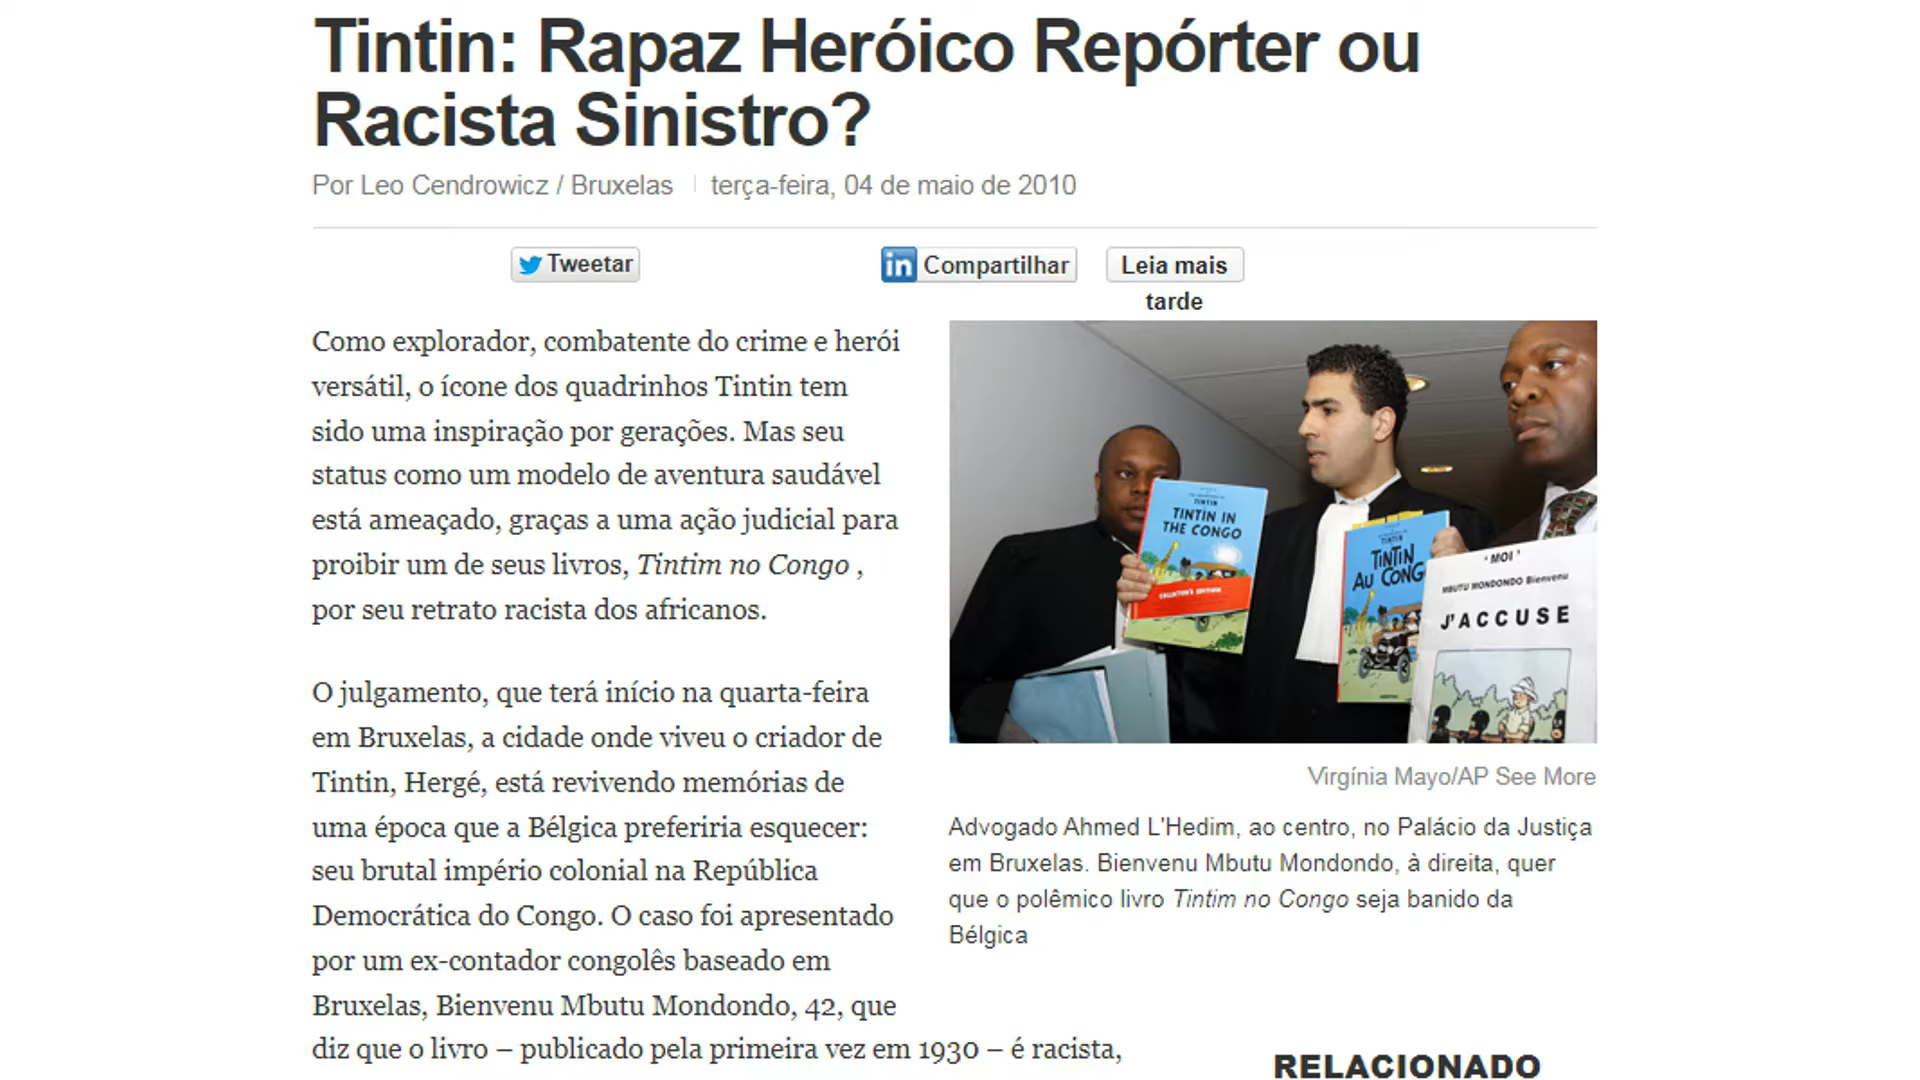 Tintin: Rapaz Heróico Repórter ou
Racista Sinistro?
Por Leo Cendrowicz / Bruxelas | terça-feira, 04 de maio de 2010
Tweetar
in Compartilhar
Leia mais
tarde
Como explorador, combatente do crime e herói
versátil, o ícone dos quadrinhos Tintin tem
sido uma inspiração por gerações. Mas seu
status como um modelo de aventura saudável
está ameaçado, graças a uma ação judicial para
proibir um de seus livros, Tintim no Congo ,
por seu retrato racista dos africanos.
O julgamento, que terá início na quarta-feira
em Bruxelas, a cidade onde viveu o criador de
Tintin, Hergé, está revivendo memórias de
uma época que a Bélgica preferiria esquecer:
seu brutal império colonial na República
Democrática do Congo. O caso foi apresentado
por um ex-contador congolês baseado em
Bruxelas, Bienvenu Mbutu Mondondo, 42, que
diz que o livro – publicado pela primeira vez em 1930 – é racista,
TINTIN
TINTIN IN
THE CONGO
COLLECTOR'S EDITION
TINTIN
TINTIN
AU CONG
'MOI'
MBUTU MONDONDO Bienvenu
J'ACCUSE
Virgínia Mayo/AP See More
Advogado Ahmed L'Hedim, ao centro, no Palácio da Justiça
em Bruxelas. Bienvenu Mbutu Mondondo, à direita, quer
que o polêmico livro Tintim no Congo seja banido da
Bélgica
RELACIONADO